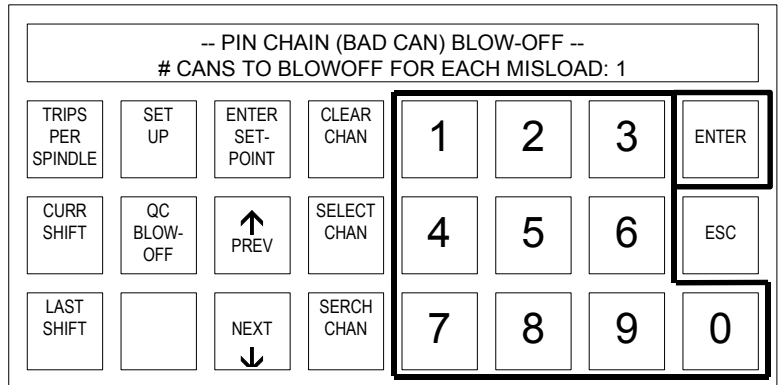 -- PIN CHAIN (BAD CAN) BLOW-OFF --
# CANS TO BLOWOFF FOR EACH MISLOAD: 1
TRIPS
PER
SPINDLE
SET
UP
ENTER
SET-
POINT
CLEAR
CHAN
1
2
3
ENTER
CURR
SHIFT
QC
BLOW-
OFF
PREV
SELECT
CHAN
4
5
6
ESC
LAST
SHIFT
NEXT
SERCH
CHAN
7
8
9
0